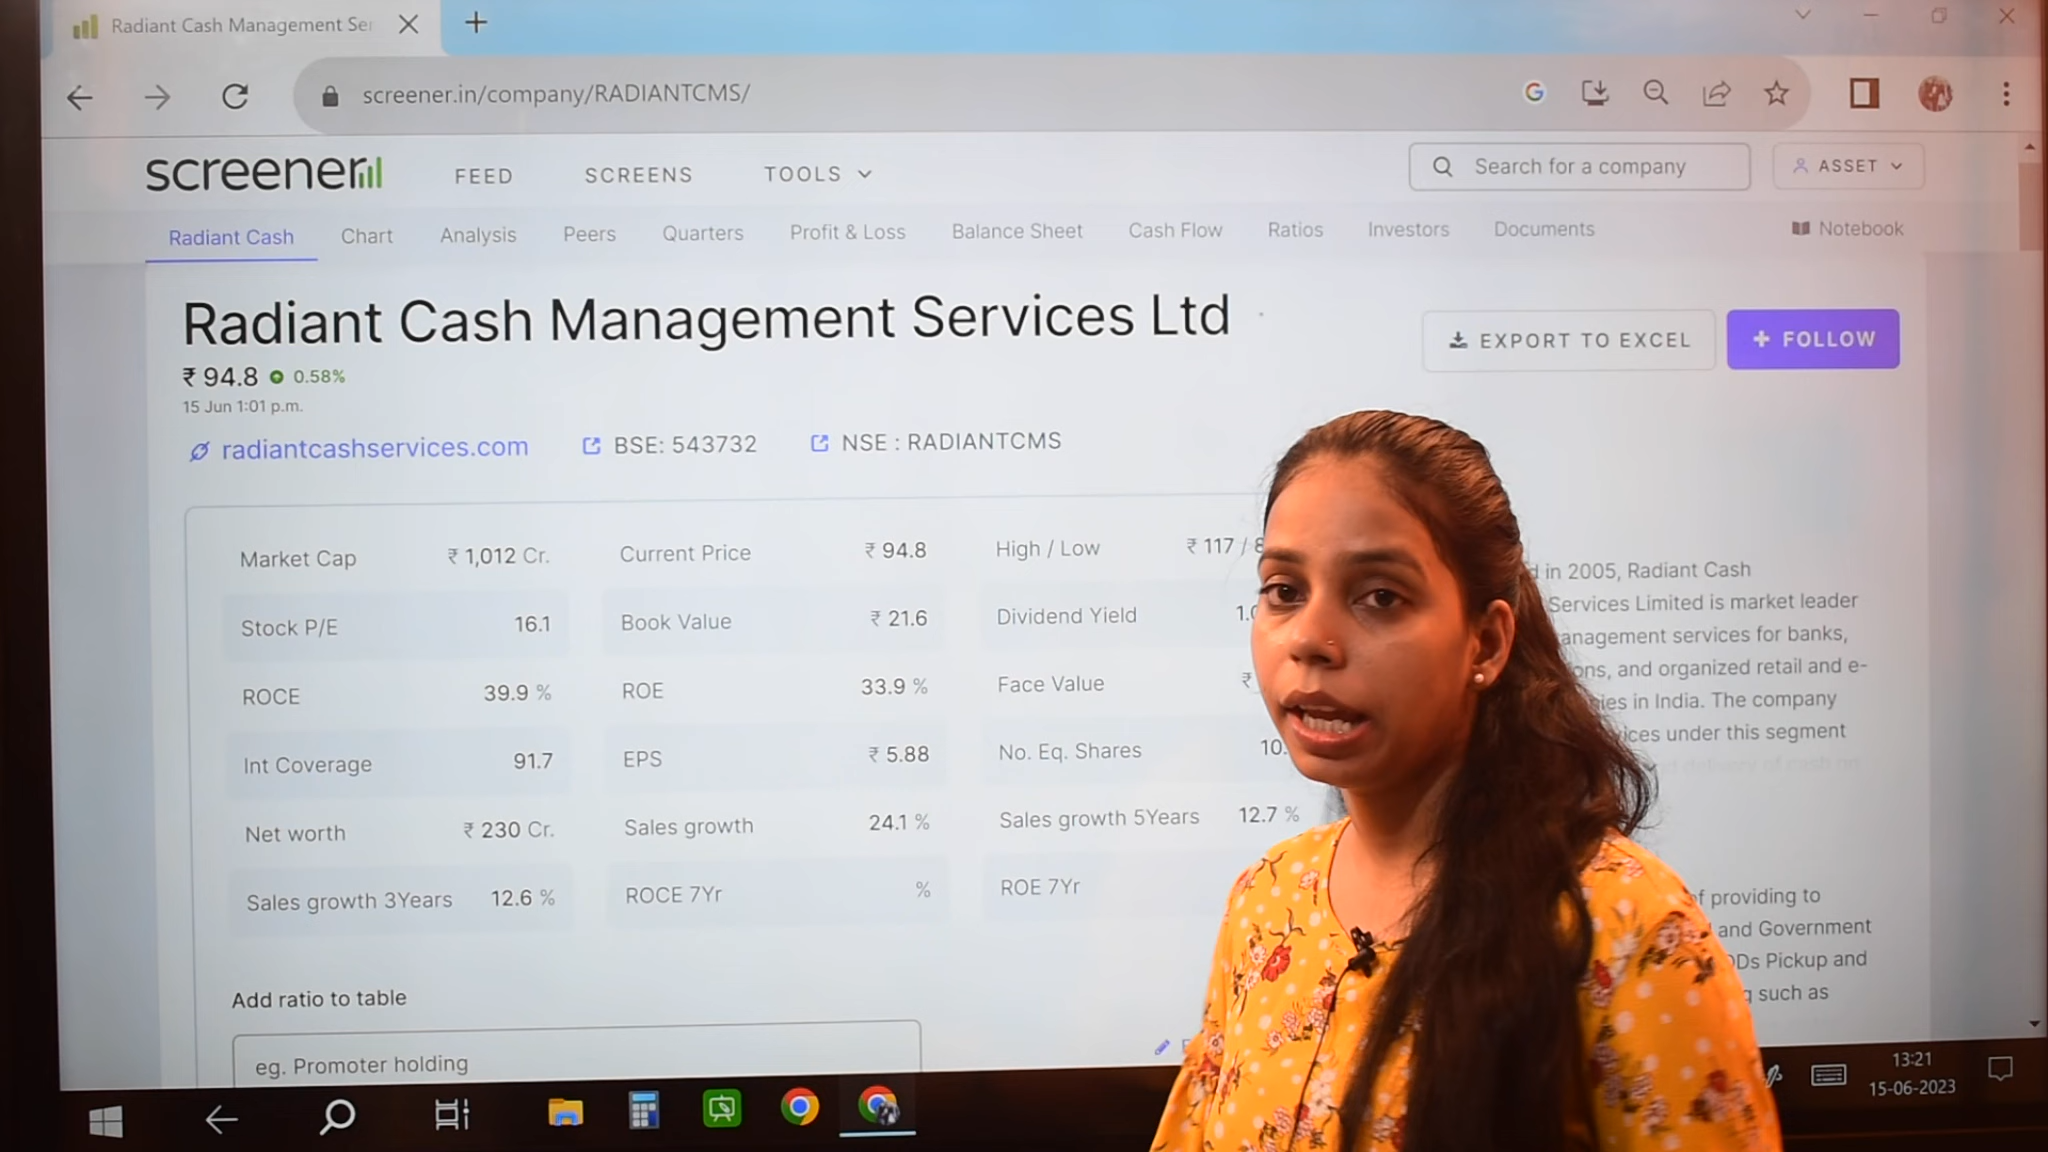 Radiant Cash Management Ser
screener.in/company/RADIANTCMS/
screener
FEED SCREENS TOOLS
Search for a company
ASSET
Radiant Cash Chart Analysis Peers Quarters Profit & Loss Balance Sheet Cash Flow Ratios Investors Documents Notebook
Radiant Cash Management Services Ltd
EXPORT TO EXCEL
+ FOLLOW
₹ 94.8 0.58%
15 Jun 1:01 p.m.
radiantcashservices.com BSE: 543732 NSE : RADIANTCMS
Market Cap ₹ 1,012 Cr. Current Price ₹ 94.8 High / Low ₹ 117 /
Stock P/E 16.1 Book Value ₹ 21.6 Dividend Yield
ROCE 39.9 % ROE 33.9 % Face Value ₹
Int Coverage 91.7 EPS ₹ 5.88 No. Eq. Shares 10.
Net worth ₹ 230 Cr. Sales growth 24.1 % Sales growth 5Years 12.7 %
Sales growth 3Years 12.6 % ROCE 7Yr % ROE 7Yr
in 2005, Radiant Cash
Services Limited is market leader
services for banks,
and organized retail and e-
in India. The company
under this segment
of providing to
and Government
Pickup and
such as
Add ratio to table
eg. Promoter holding
13:21
15-06-2023